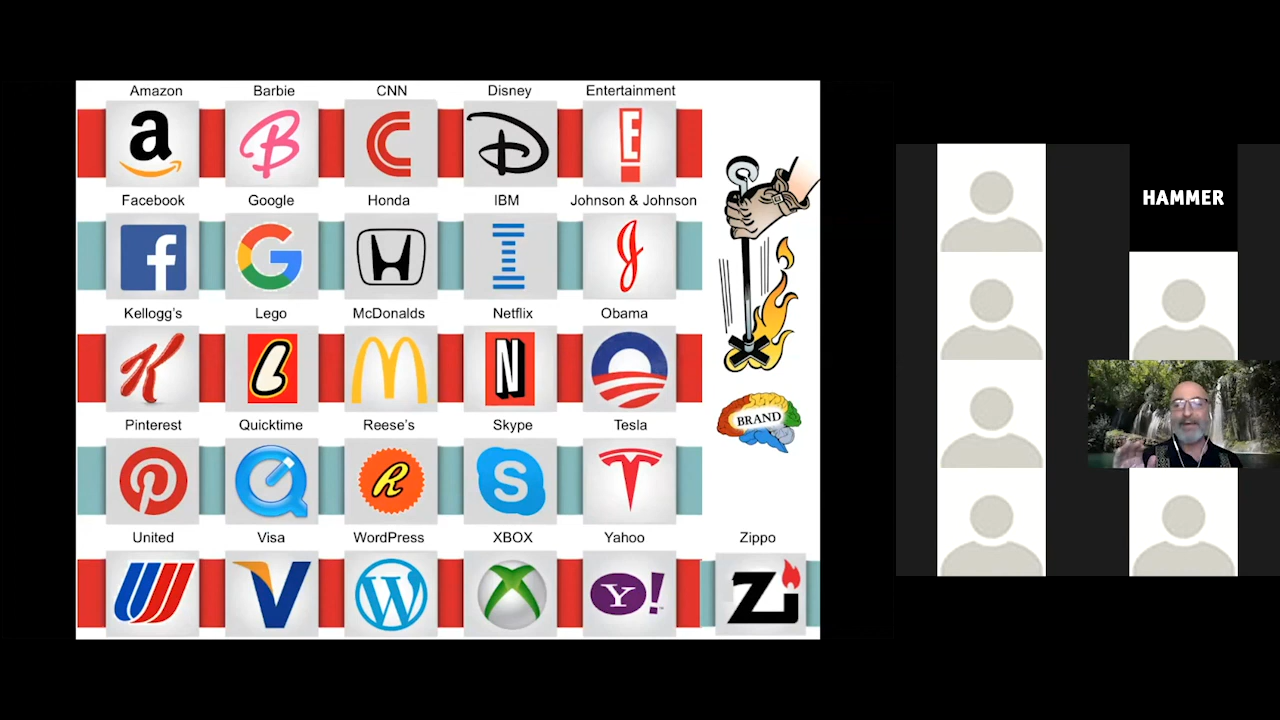 Amazon Barbie CNN Disney Entertainment
a B C D E!
Facebook Google Honda IBM Johnson & Johnson
f G H I J
Kellogg's Lego McDonalds Netflix Obama
K L M N O
BRAND
Pinterest Quicktime Reese's Skype Tesla
P Q R S T
United Visa WordPress XBOX Yahoo Zippo
U V W X Y! Z
HAMMER